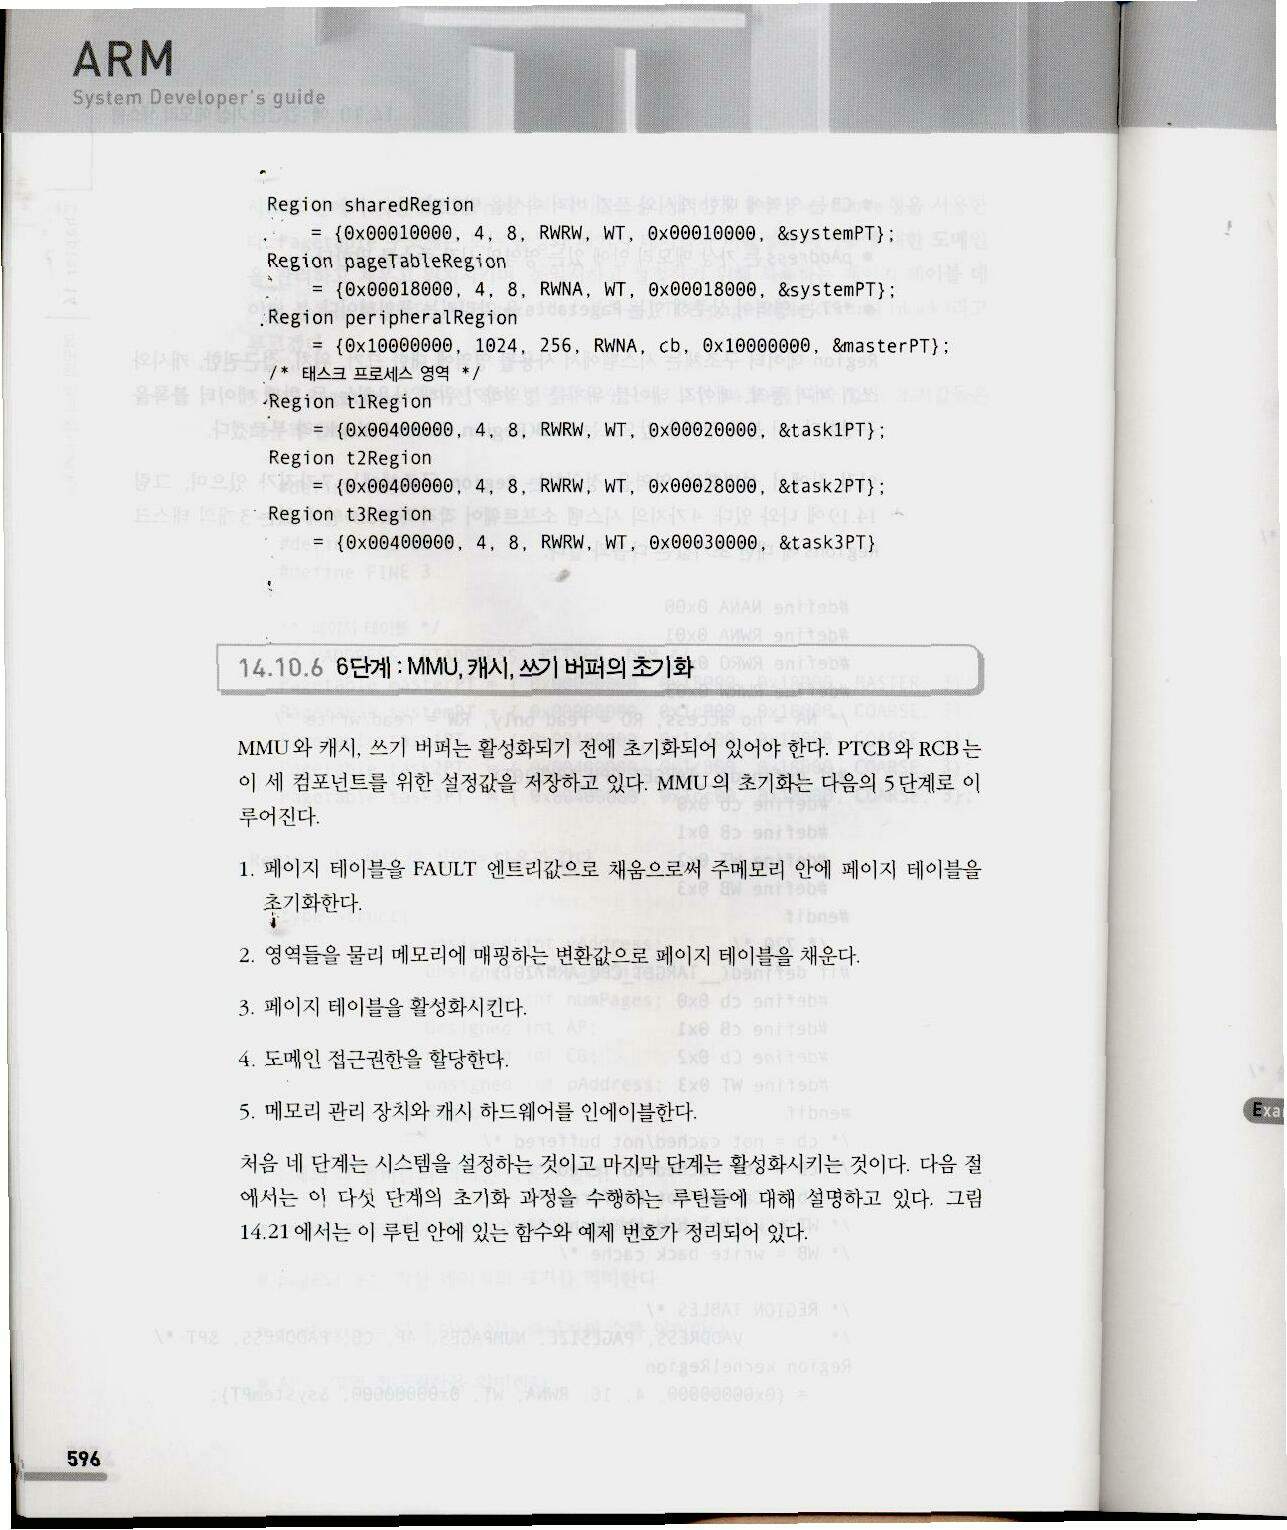 ARM
System Developer's guide
Region sharedRegion
= {0x00010000, 4, 8, RWRW, WT, 0x00010000, &systemPT};
Region pageTableRegion
= {0x00018000, 4, 8, RWNA, WT, 0x00018000, &systemPT};
Region peripheralRegion
= {0x10000000, 1024, 256, RWNA, cb, 0x10000000, &masterPT};
/* 태스크 프로세스 영역 */
Region t1Region
= {0x00400000, 4, 8, RWRW, WT, 0x00020000, &task1PT};
Region t2Region
= {0x00400000, 4, 8, RWRW, WT, 0x00028000, &task2PT};
Region t3Region
= {0x00400000, 4, 8, RWRW, WT, 0x00030000, &task3PT}
14.10.6 6단계 : MMU, 캐시, 쓰기 버퍼의 초기화
MMU와 캐시, 쓰기 버퍼는 활성화되기 전에 초기화되어 있어야 한다. PTCB와 RCB는
이 세 컴포넌트를 위한 설정값을 저장하고 있다. MMU의 초기화는 다음의 5단계로 이
루어진다.
1. 페이지 테이블을 FAULT 엔트리값으로 채움으로써 주메모리 안에 페이지 테이블을
초기화한다.
2. 영역들을 물리 메모리에 매핑하는 변환값으로 페이지 테이블을 채운다.
3. 페이지 테이블을 활성화시킨다.
4. 도메인 접근권한을 할당한다.
5. 메모리 관리 장치와 캐시 하드웨어를 인에이블한다.
처음 네 단계는 시스템을 설정하는 것이고 마지막 단계는 활성화시키는 것이다. 다음 절
에서는 이 다섯 단계의 초기화 과정을 수행하는 루틴들에 대해 설명하고 있다. 그림
14.21에서는 이 루틴 안에 있는 함수와 예제 번호가 정리되어 있다.
596
Exa